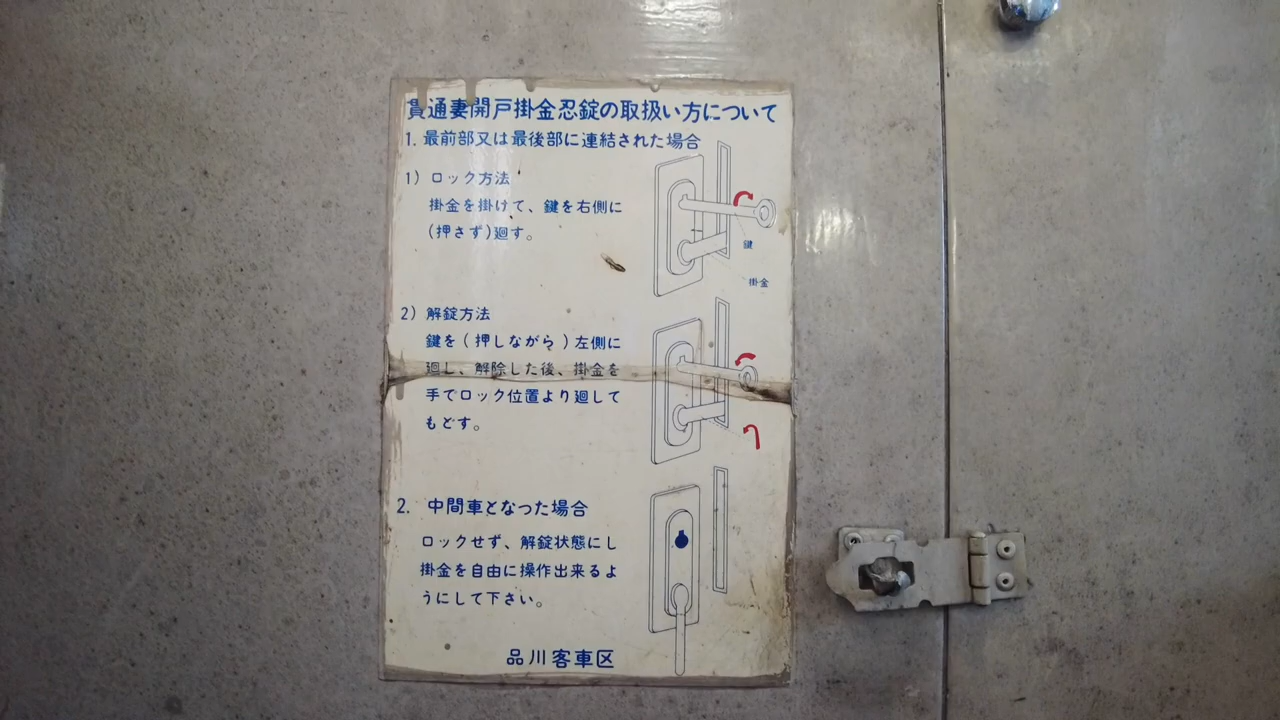 貫通妻開戸掛金忍錠の取扱い方について
1. 最前部又は最後部に連結された場合
1) ロック方法
掛金を掛けて、鍵を右側に
(押さず)廻す。
鍵
掛金
2) 解錠方法
鍵を(押しながら)左側に
廻し、解除した後、掛金を
手でロック位置より廻して
もどす。
2. 中間車となった場合
ロックせず、解錠状態にし
掛金を自由に操作出来るよ
うにして下さい。
品川客車区